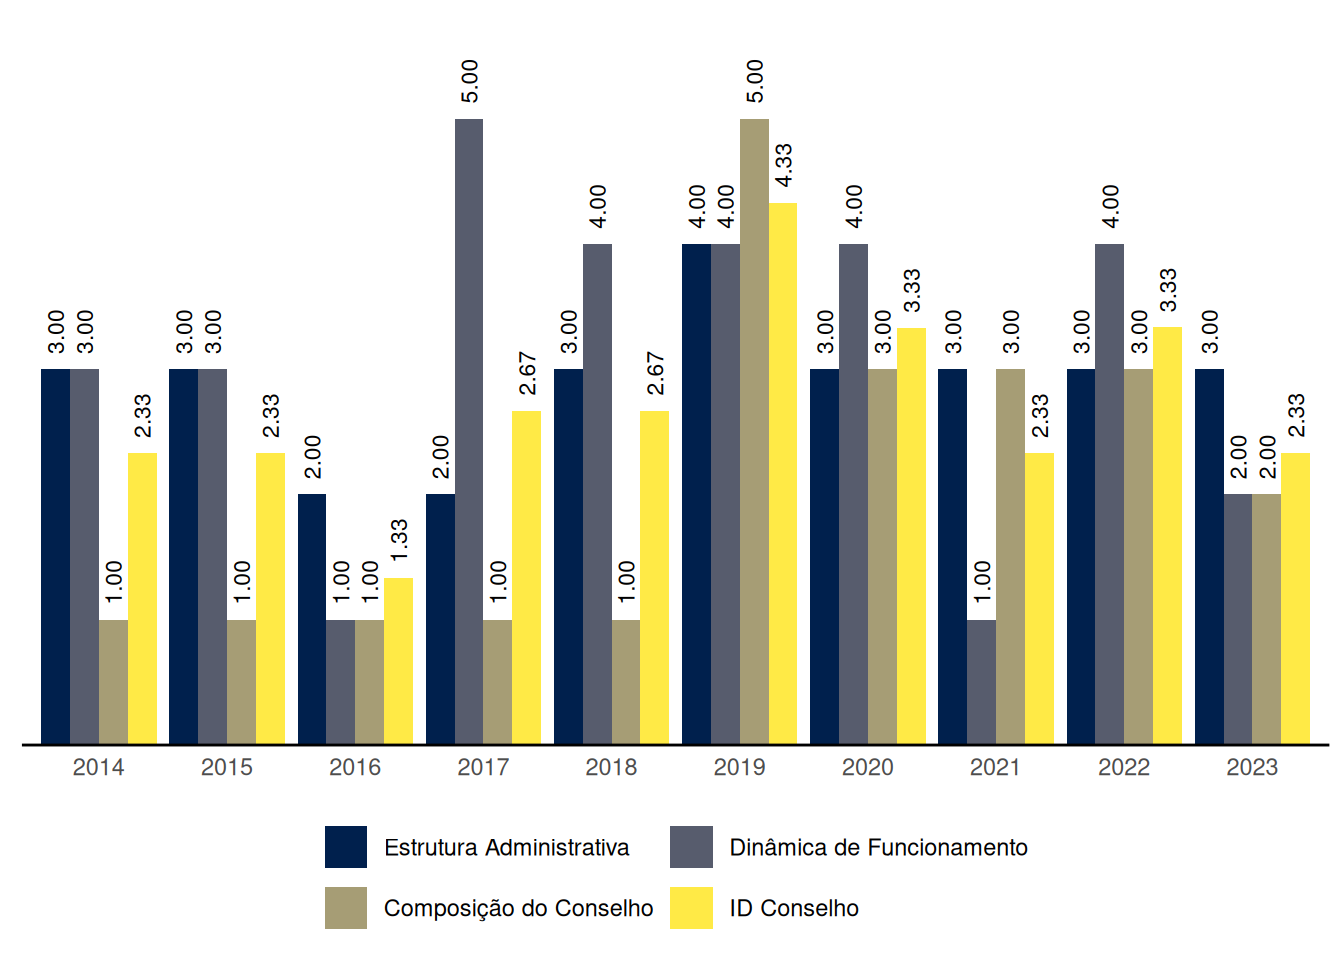 5.00 5.00
4.33
4.00 4.00 4.00 4.00 4.00
3.33 3.33
3.00 3.00 3.00 3.00 3.00 3.00 3.00 3.00 3.00 3.00 3.00 3.00
2.67 2.67
2.33 2.33 2.33 2.33
2.00 2.00 2.00 2.00
1.33
1.00 1.00 1.00 1.00 1.00 1.00 1.00
2014 2015 2016 2017 2018 2019 2020 2021 2022 2023
Estrutura Administrativa Dinâmica de Funcionamento
Composição do Conselho ID Conselho